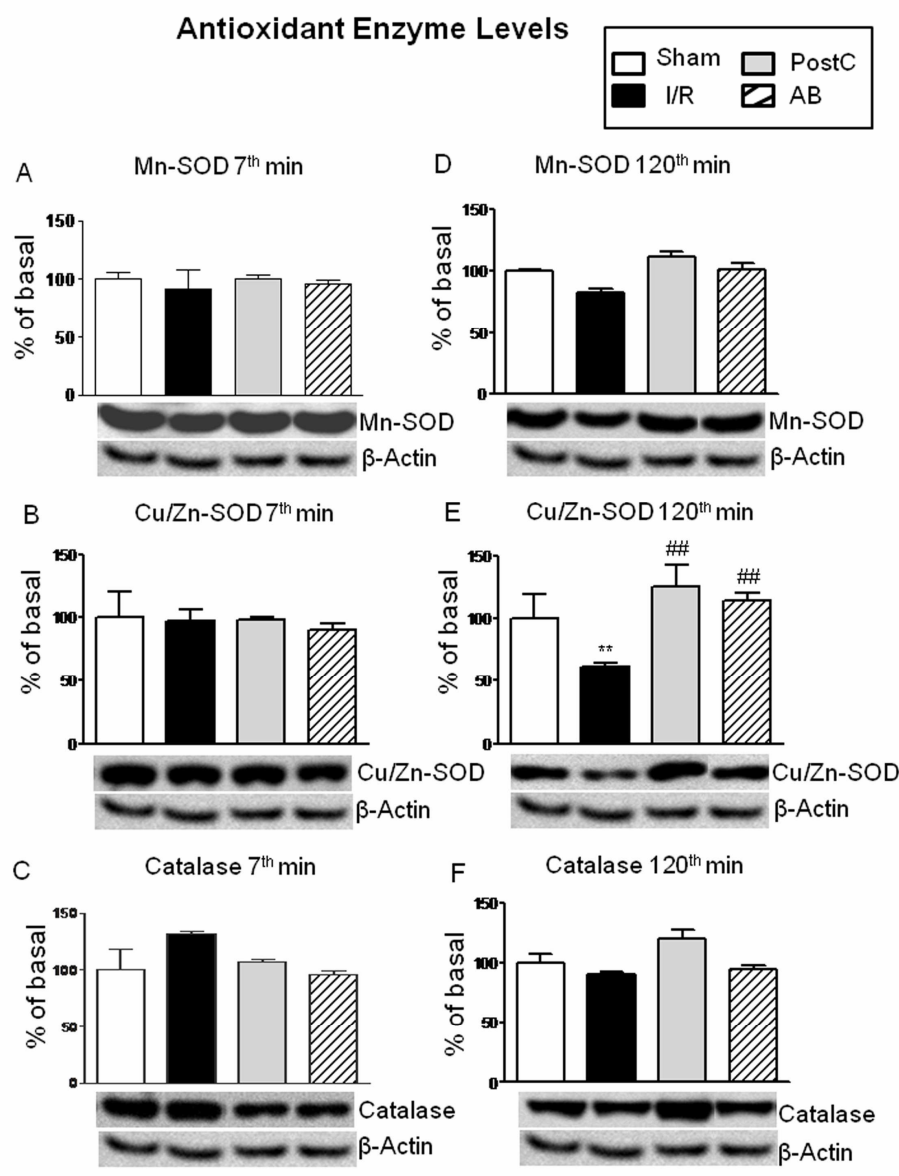 Antioxidant Enzyme Levels
Sham
PostC
I/R
AB
A
Mn-SOD 7th min
% of basal
150
100
50
0
Mn-SOD
β-Actin
D
Mn-SOD 120th min
% of basal
150
100
50
0
Mn-SOD
β-Actin
B
Cu/Zn-SOD 7th min
% of basal
150
100
50
0
Cu/Zn-SOD
β-Actin
E
Cu/Zn-SOD 120th min
% of basal
150
100
50
0
**
##
##
Cu/Zn-SOD
β-Actin
C
Catalase 7th min
% of basal
150
100
50
0
Catalase
β-Actin
F
Catalase 120th min
% of basal
150
100
50
0
Catalase
β-Actin